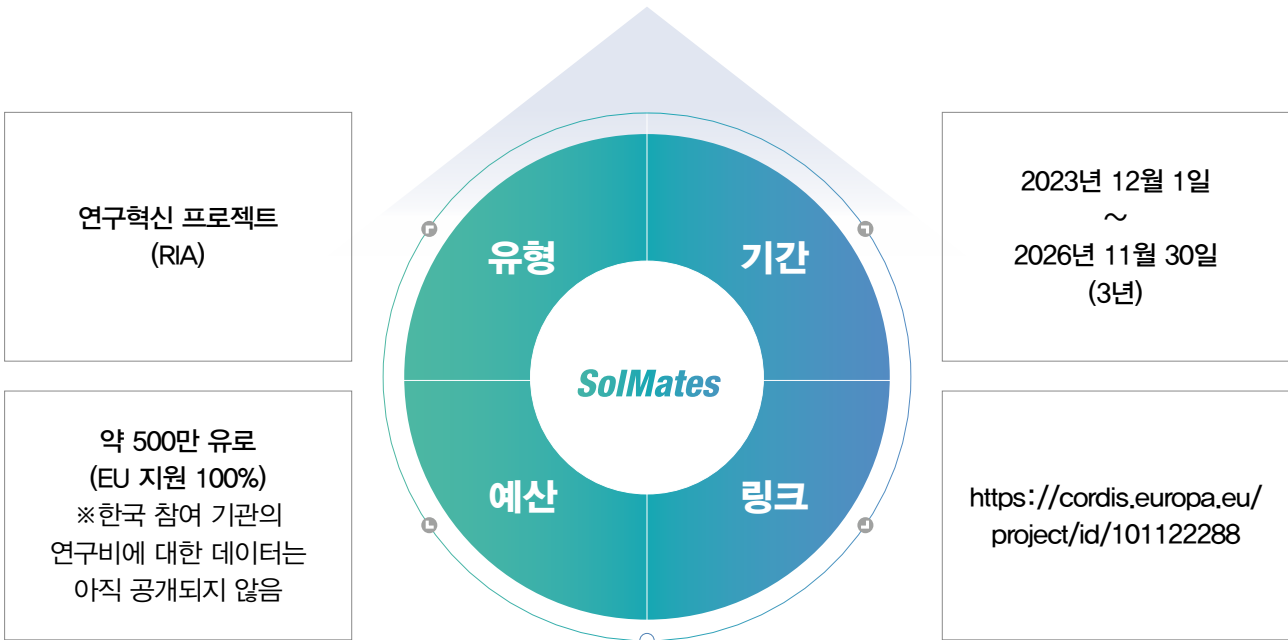 연구혁신 프로젝트
(RIA)
유형
기간
2023년 12월 1일
~
2026년 11월 30일
(3년)
SolMates
약 500만 유로
(EU 지원 100%)
※한국 참여 기관의
연구비에 대한 데이터는
아직 공개되지 않음
예산
링크
https://cordis.europa.eu/
project/id/101122288